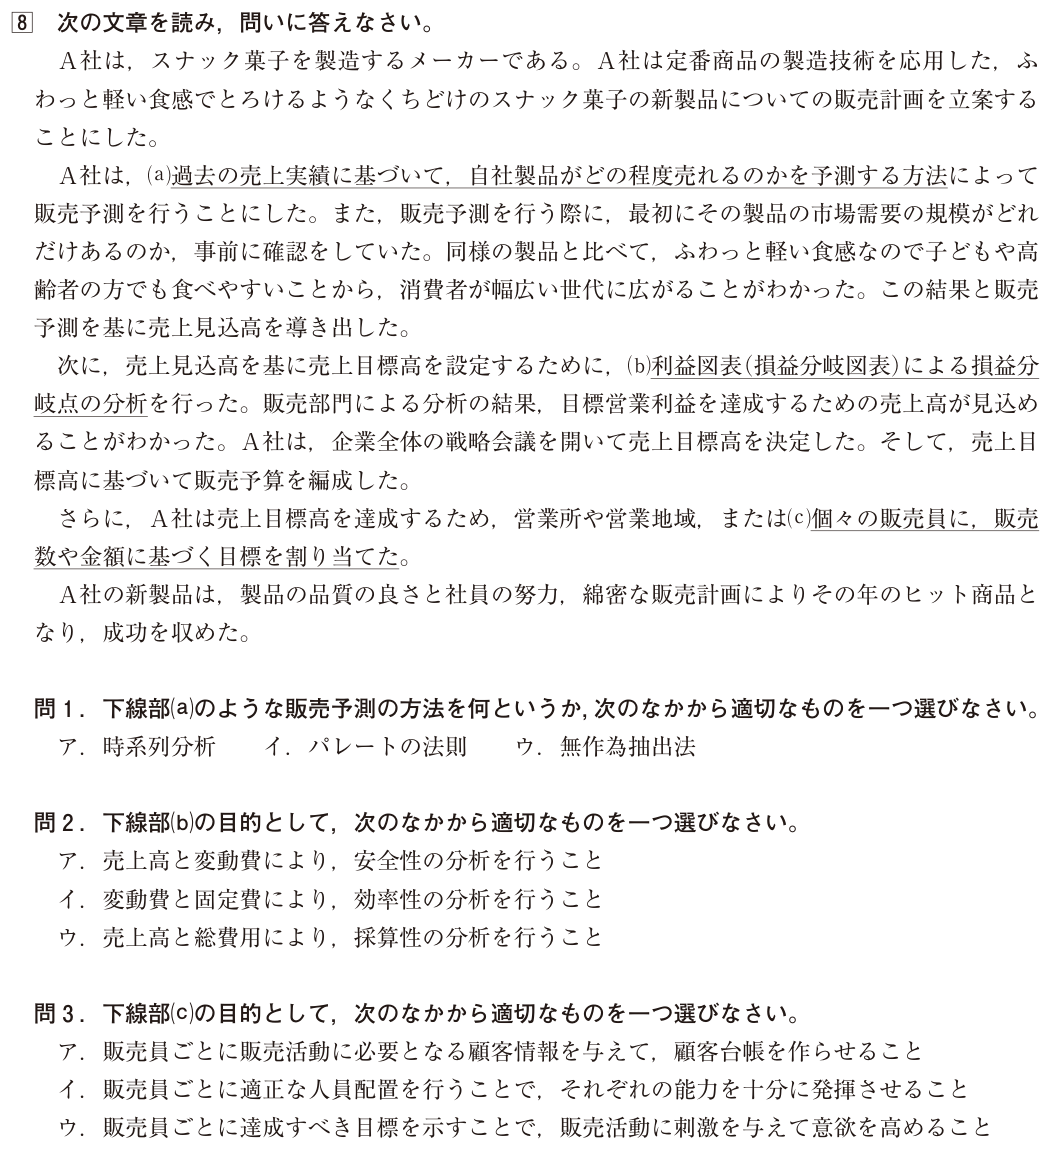 8 次の文章を読み，問いに答えなさい。
Ａ社は，スナック菓子を製造するメーカーである。Ａ社は定番商品の製造技術を応用した，ふ
わっと軽い食感でとろけるようなくちどけのスナック菓子の新製品についての販売計画を立案する
ことにした。
Ａ社は，(a)過去の売上実績に基づいて，自社製品がどの程度売れるのかを予測する方法によって
販売予測を行うことにした。また，販売予測を行う際に，最初にその製品の市場需要の規模がどれ
だけあるのか，事前に確認をしていた。同様の製品と比べて，ふわっと軽い食感なので子どもや高
齢者の方でも食べやすいことから，消費者が幅広い世代に広がることがわかった。この結果と販売
予測を基に売上見込高を導き出した。
次に，売上見込高を基に売上目標高を設定するために，(b)利益図表(損益分岐図表)による損益分
岐点の分析を行った。販売部門による分析の結果，目標営業利益を達成するための売上高が見込め
ることがわかった。Ａ社は，企業全体の戦略会議を開いて売上目標高を決定した。そして，売上目
標高に基づいて販売予算を編成した。
さらに，Ａ社は売上目標高を達成するため，営業所や営業地域，または(c)個々の販売員に，販売
数や金額に基づく目標を割り当てた。
Ａ社の新製品は，製品の品質の良さと社員の努力，綿密な販売計画によりその年のヒット商品と
なり，成功を収めた。
問１．下線部(a)のような販売予測の方法を何というか，次のなかから適切なものを一つ選びなさい。
ア．時系列分析　　イ．パレートの法則　　ウ．無作為抽出法
問２．下線部(b)の目的として，次のなかから適切なものを一つ選びなさい。
ア．売上高と変動費により，安全性の分析を行うこと
イ．変動費と固定費により，効率性の分析を行うこと
ウ．売上高と総費用により，採算性の分析を行うこと
問３．下線部(c)の目的として，次のなかから適切なものを一つ選びなさい。
ア．販売員ごとに販売活動に必要となる顧客情報を与えて，顧客台帳を作らせること
イ．販売員ごとに適正な人員配置を行うことで，それぞれの能力を十分に発揮させること
ウ．販売員ごとに達成すべき目標を示すことで，販売活動に刺激を与えて意欲を高めること